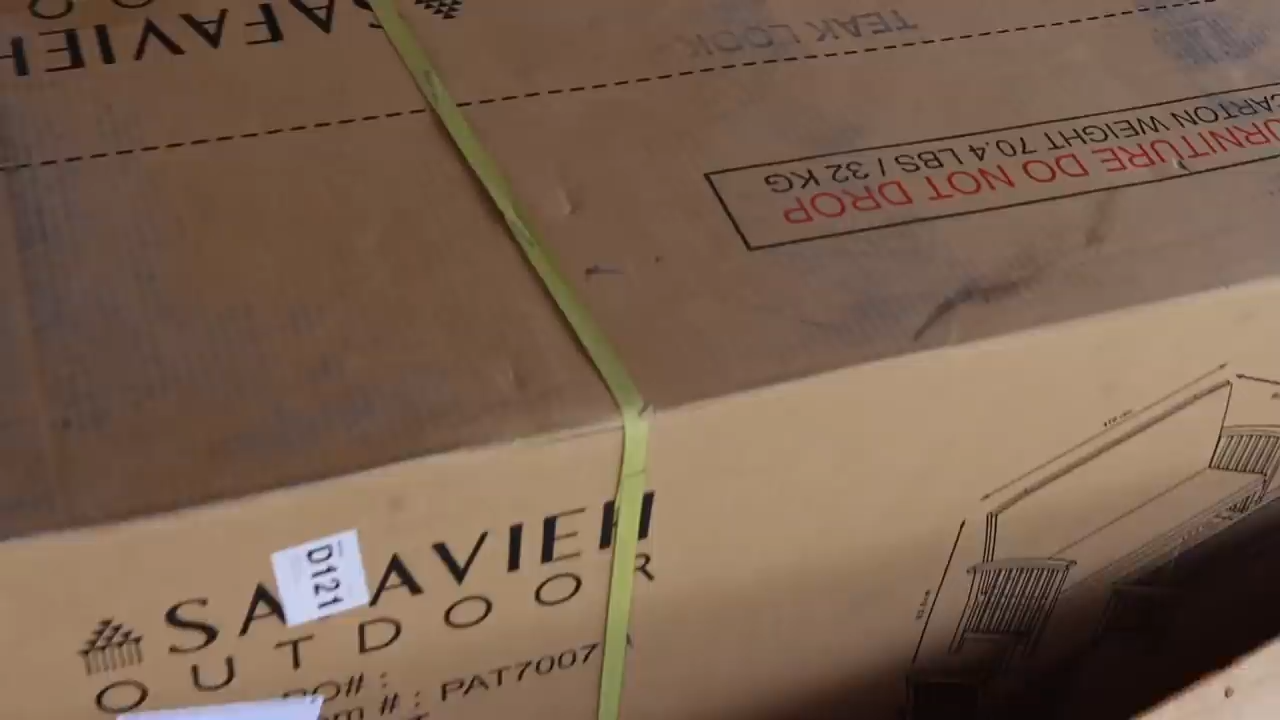 SAFAVIEH
TEAK LOOK
CARTON WEIGHT 70.4 LBS / 32 KG
FURNITURE DO NOT DROP
SAFAVIEH
D121
OUTDOOR
PO# :
Item # : PAT7007